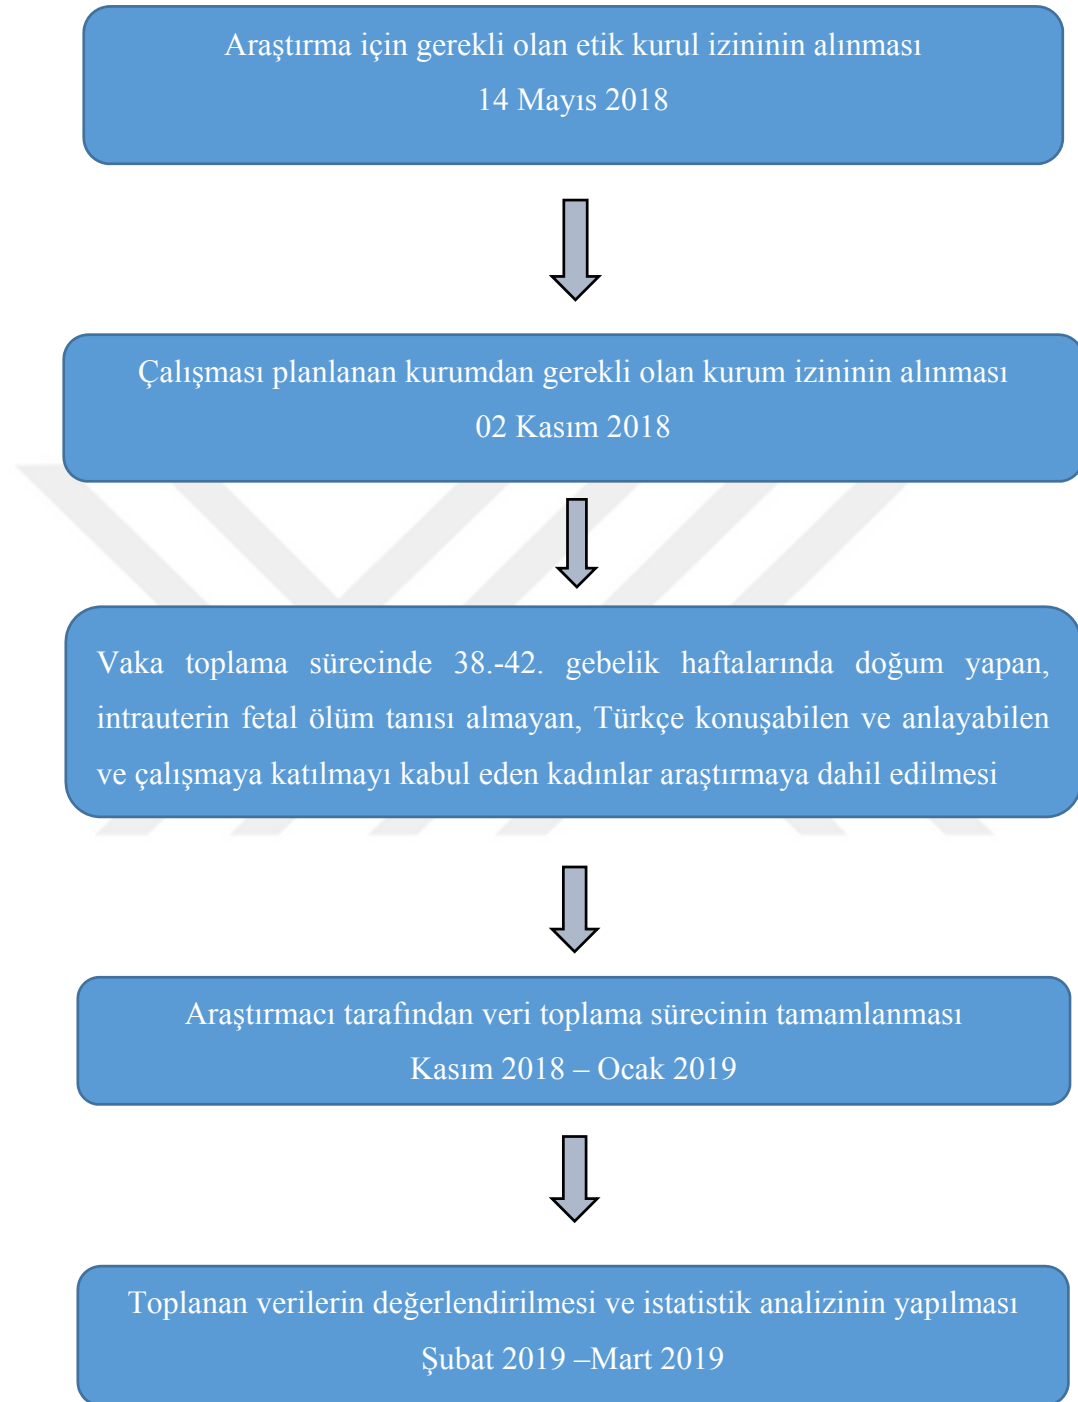 Araştırma için gerekli olan etik kurul izininin alınması
14 Mayıs 2018
Çalışması planlanan kurumdan gerekli olan kurum izininin alınması
02 Kasım 2018
Vaka toplama sürecinde 38.-42. gebelik haftalarında doğum yapan,
intrauterin fetal ölüm tanısı almayan, Türkçe konuşabilen ve anlayabilen
ve çalışmaya katılmayı kabul eden kadınlar araştırmaya dahil edilmesi
Araştırmacı tarafından veri toplama sürecinin tamamlanması
Kasım 2018 – Ocak 2019
Toplanan verilerin değerlendirilmesi ve istatistik analizinin yapılması
Şubat 2019 –Mart 2019